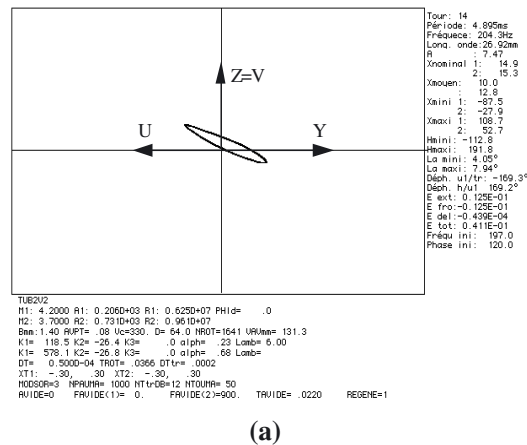 Z=V
U
Y
Tour: 14
Période: 4.895ms
Fréquece: 204.3Hz
Long. onde:26.92mm
A : 7.47
Xnominal 1: 14.9
2: 15.3
Xmoyen: 10.0
: 12.8
Xmini 1: -87.5
2: -27.9
Xmaxi 1: 108.7
2: 52.7
Hmini: -112.8
Hmaxi: 191.8
La mini: 4.05°
La maxi: 7.94°
Déph. u1/tr: -169.3°
Déph. h/u1 169.2°
E ext: 0.125E-01
E fro:-0.125E-01
E del:-0.439E-04
E tot: 0.411E-01
Fréqu ini: 197.0
Phase ini: 120.0
TUB2V2
M1: 4.2000 A1: 0.206D+03 R1: 0.625D+07 PHId= .0
M2: 3.7000 A2: 0.731D+03 R2: 0.961D+07
Bmm:1.40 AVPT= .08 Vc=330. D= 64.0 NROT=1641 VAVmm= 131.3
K1= 118.5 K2= -26.4 K3= .0 alph= .23 Lamb= 6.00
K1= 578.1 K2= -26.8 K3= .0 alph= .68 Lamb=
DT= 0.500D-04 TROT= .0366 DTtr= .0002
XT1: -.30, .30 XT2: -.30, .30
MODSOR=3 NPAUMA= 1000 NTtrDB=12 NTOUMA= 50
AVIDE=0 FAVIDE(1)= 0. FAVIDE(2)=900. TAVIDE= .0220 REGENE=1
(a)